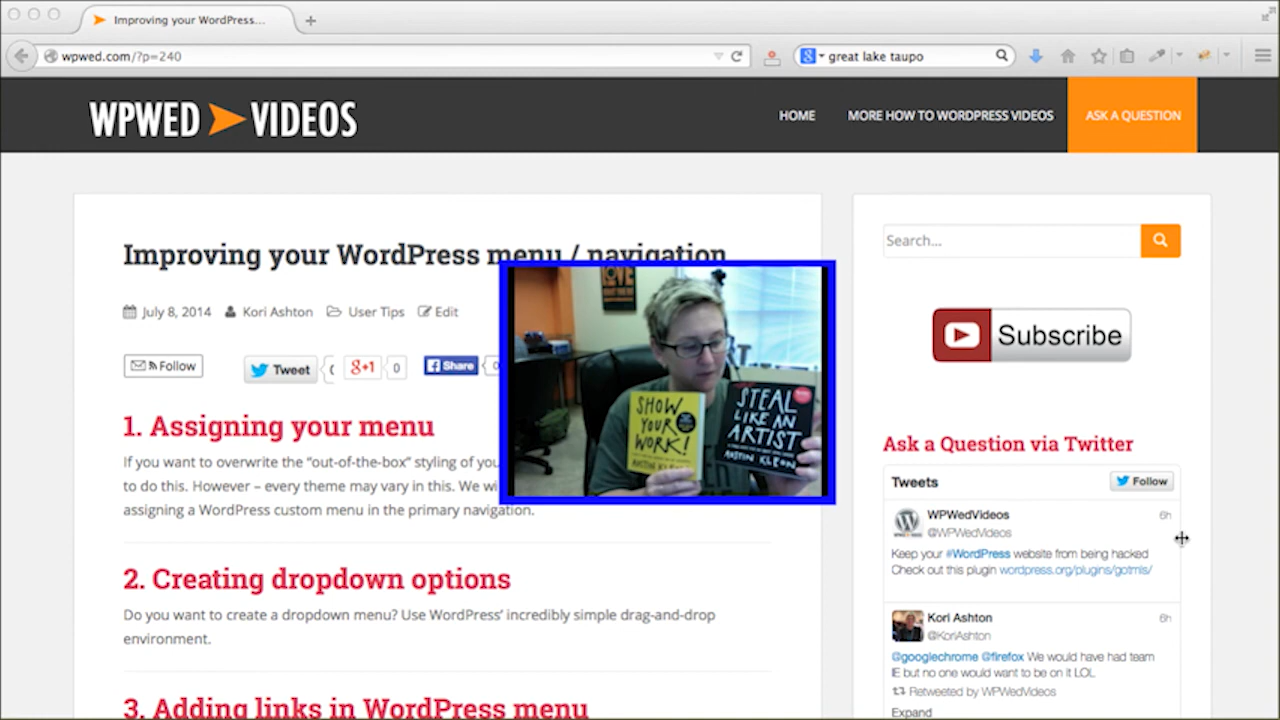 Improving your WordPress...
wpwed.com/?p=240
great lake taupo
WPWED VIDEOS
HOME
MORE HOW TO WORDPRESS VIDEOS
ASK A QUESTION
Improving your WordPress menu / navigation
July 8, 2014 Kori Ashton User Tips Edit
Follow
Tweet
g+1 0
Share 0
1. Assigning your menu
If you want to overwrite the “out-of-the-box” styling of
to do this. However – every theme may vary in this. We
assigning a WordPress custom menu in the primary navigation.
2. Creating dropdown options
Do you want to create a dropdown menu? Use WordPress’ incredibly simple drag-and-drop
environment.
3. Adding links in WordPress menu
LOVE
SHOW
YOUR
WORK!
AUSTIN KLEON
STEAL
LIKE AN
ARTIST
AUSTIN KLEON
Search...
Subscribe
Ask a Question via Twitter
Tweets
Follow
WPWedVideos 6h
@WPWedVideos
Keep your #WordPress website from being hacked
Check out this plugin wordpress.org/plugins/gotmls/
Kori Ashton 6h
@KoriAshton
@googlechrome @firefox We would have had team
IE but no one would want to be on it LOL
Retweeted by WPWedVideos
Expand